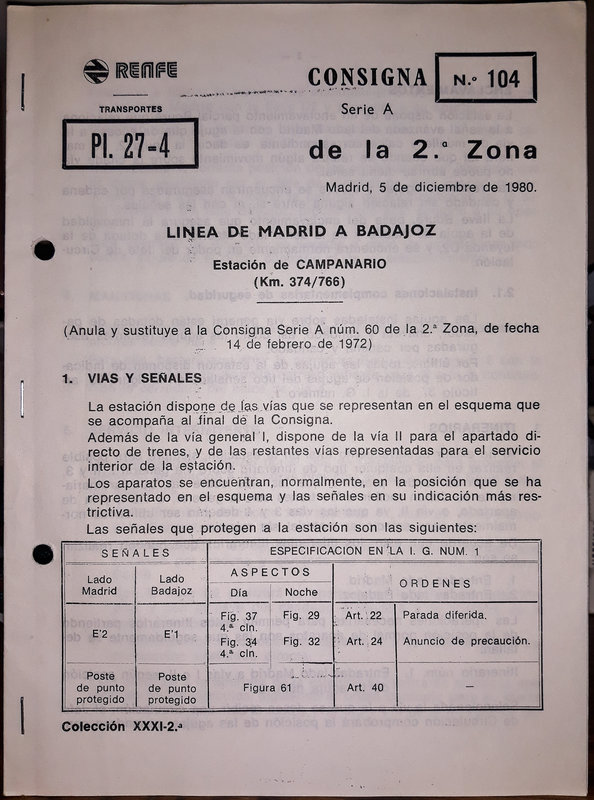 RENFE
CONSIGNA N.º 104
TRANSPORTES
Serie A
Pl. 27-4
de la 2.ª Zona
Madrid, 5 de diciembre de 1980.
LINEA DE MADRID A BADAJOZ
Estación de CAMPANARIO
(Km. 374/766)
(Anula y sustituye a la Consigna Serie A núm. 60 de la 2.ª Zona, de fecha
14 de febrero de 1972)
1. VIAS Y SEÑALES
La estación dispone de las vías que se representan en el esquema que
se acompaña al final de la Consigna.
Además de la vía general I, dispone de la vía II para el apartado di-
recto de trenes, y de las restantes vías representadas para el servicio
interior de la estación.
Los aparatos se encuentran, normalmente, en la posición que se ha
representado en el esquema y las señales en su indicación más res-
trictiva.
Las señales que protegen a la estación son las siguientes:
SEÑALES ESPECIFICACION EN LA I. G. NUM. 1
Lado Madrid Lado Badajoz ASPECTOS ORDENES
Día Noche
E'2 E'1 Fig. 37 4.ª cln. Fig. 29 Art. 22 Parada diferida.
Fig. 34 4.ª cln. Fig. 32 Art. 24 Anuncio de precaución.
Poste de punto protegido Poste de punto protegido Figura 61 Art. 40 —
Colección XXXI-2.ª